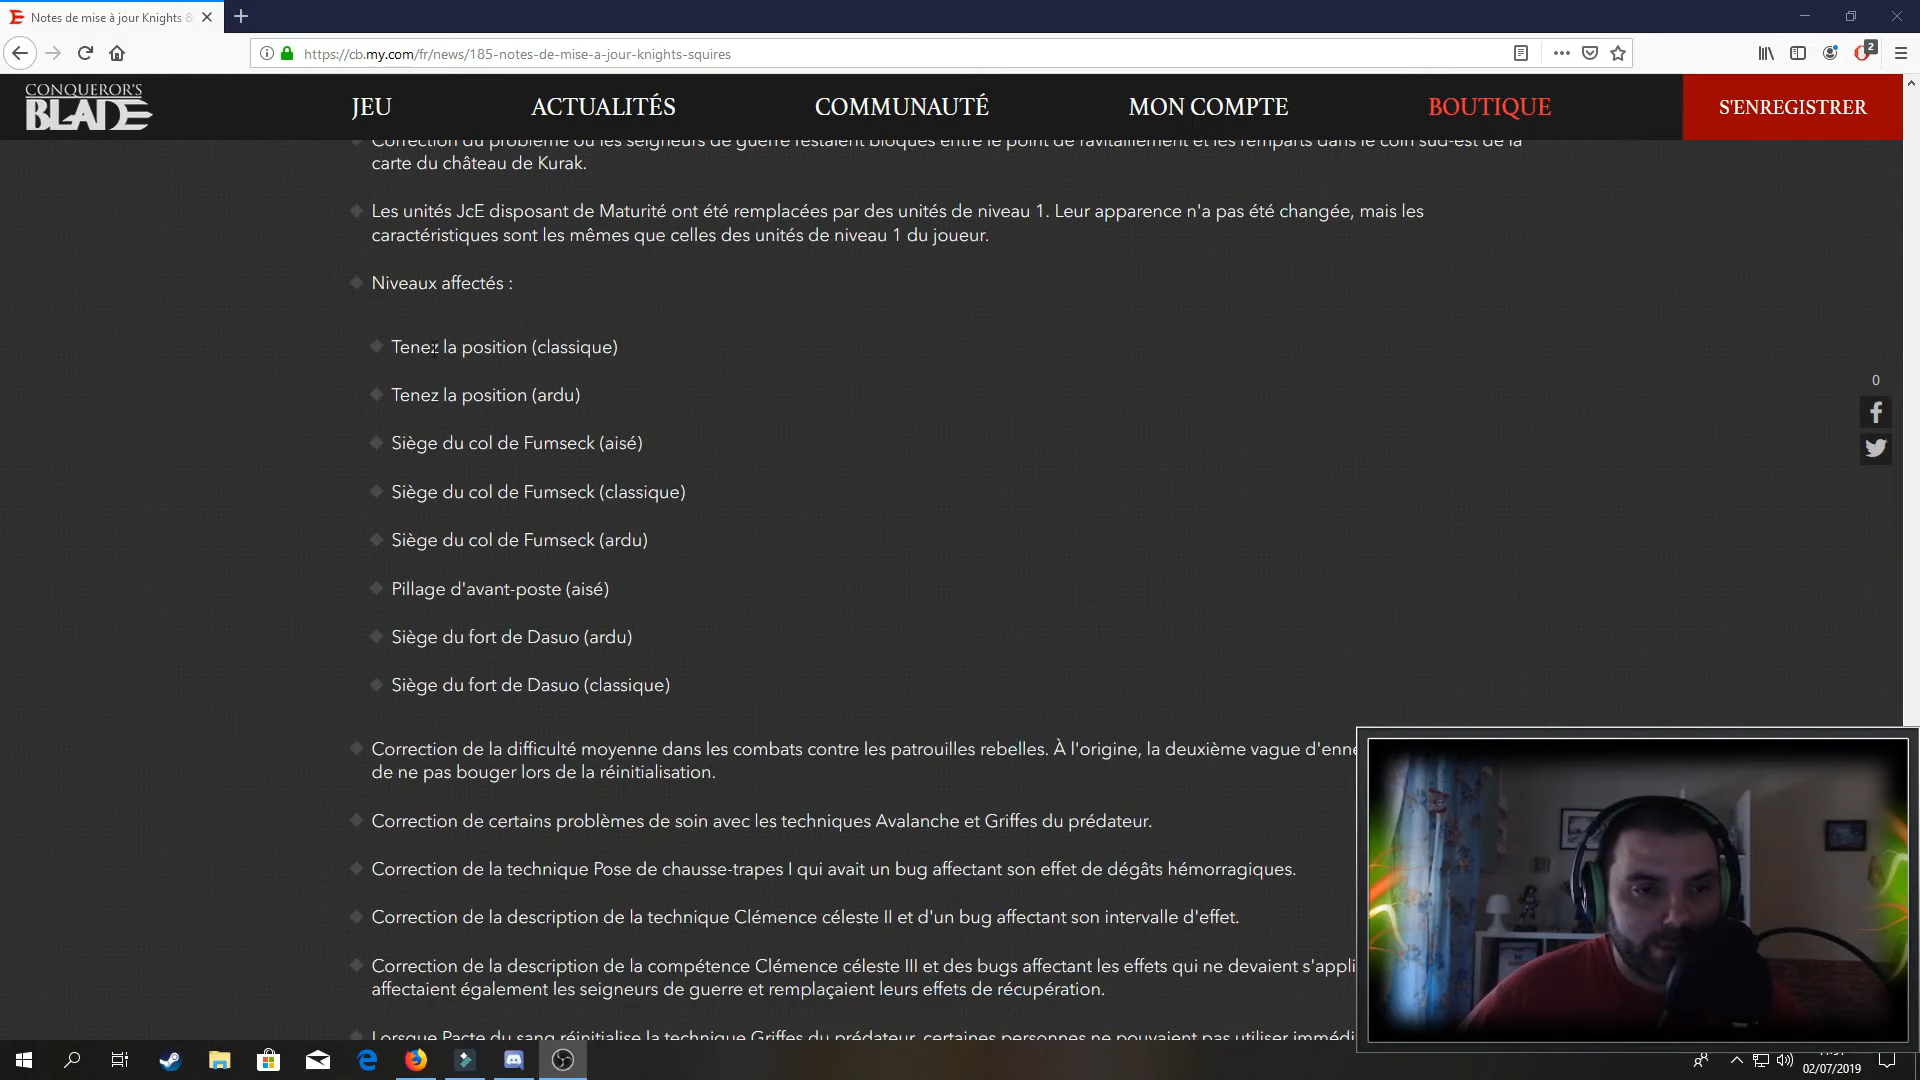 Notes de mise à jour Knights &
https://cb.my.com/fr/news/185-notes-de-mise-a-jour-knights-squires
2
CONQUEROR'S
BLADE
JEU
ACTUALITÉS
COMMUNAUTÉ
MON COMPTE
BOUTIQUE
S'ENREGISTRER
Correction du problème où les seigneurs de guerre restaient bloqués entre le point de ravitaillement et les remparts dans le coin sud-est de la
carte du château de Kurak.
Les unités JcE disposant de Maturité ont été remplacées par des unités de niveau 1. Leur apparence n'a pas été changée, mais les
caractéristiques sont les mêmes que celles des unités de niveau 1 du joueur.
Niveaux affectés :
Tenez la position (classique)
Tenez la position (ardu)
Siège du col de Fumseck (aisé)
Siège du col de Fumseck (classique)
Siège du col de Fumseck (ardu)
Pillage d'avant-poste (aisé)
Siège du fort de Dasuo (ardu)
Siège du fort de Dasuo (classique)
0
Correction de la difficulté moyenne dans les combats contre les patrouilles rebelles. À l'origine, la deuxième vague d'enne
de ne pas bouger lors de la réinitialisation.
Correction de certains problèmes de soin avec les techniques Avalanche et Griffes du prédateur.
Correction de la technique Pose de chausse-trapes I qui avait un bug affectant son effet de dégâts hémorragiques.
Correction de la description de la technique Clémence céleste II et d'un bug affectant son intervalle d'effet.
Correction de la description de la compétence Clémence céleste III et des bugs affectant les effets qui ne devaient s'appli
affectaient également les seigneurs de guerre et remplaçaient leurs effets de récupération.
Lorsque Pacte du sang réinitialise la technique Griffes du prédateur, certaines personnes ne pouvaient pas utiliser immédi
02/07/2019